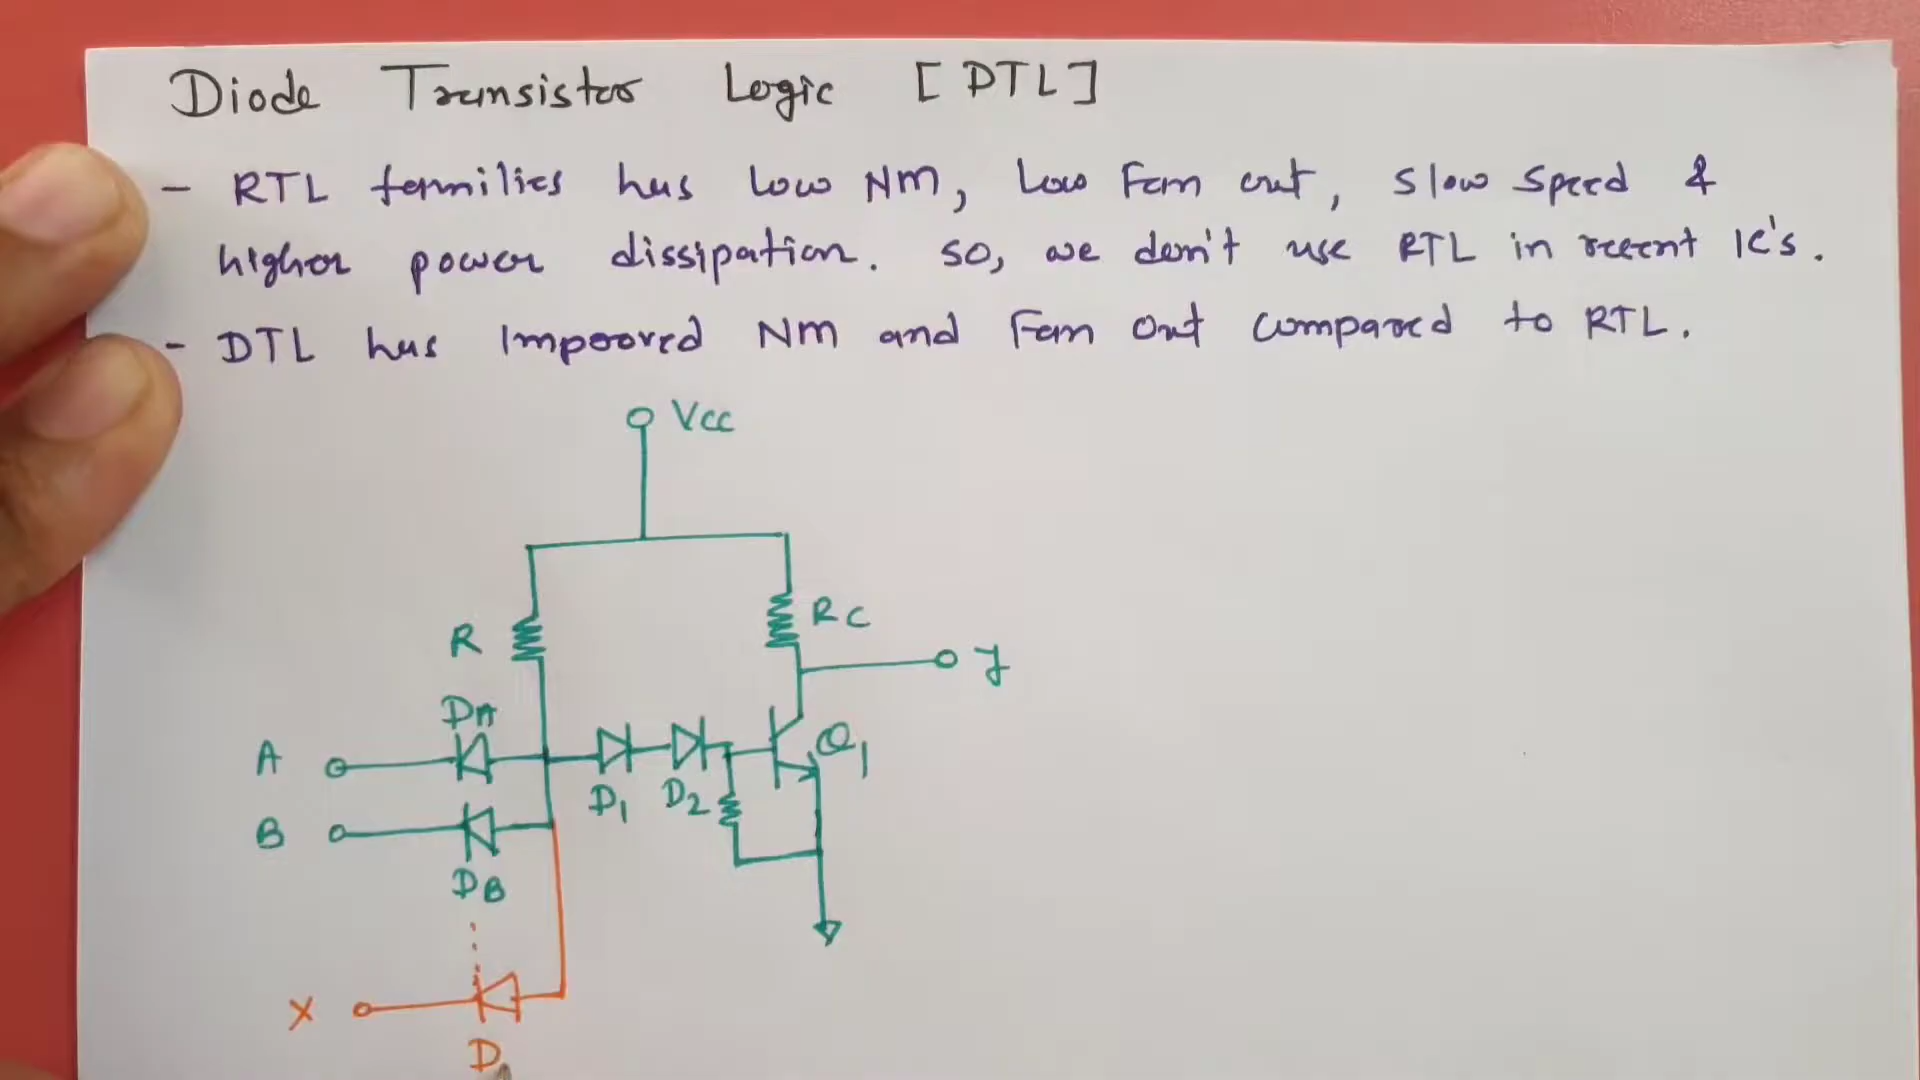 Diode Transistor Logic [DTL]
- RTL families has low NM, Low Fan out, slow speed &
higher power dissipation. so, we don't use RTL in recent IC's.
- DTL has Improved NM and Fan Out compared to RTL.
Vcc
R
RC
Y
DA
A
Q1
D1
D2
B
DB
X
D